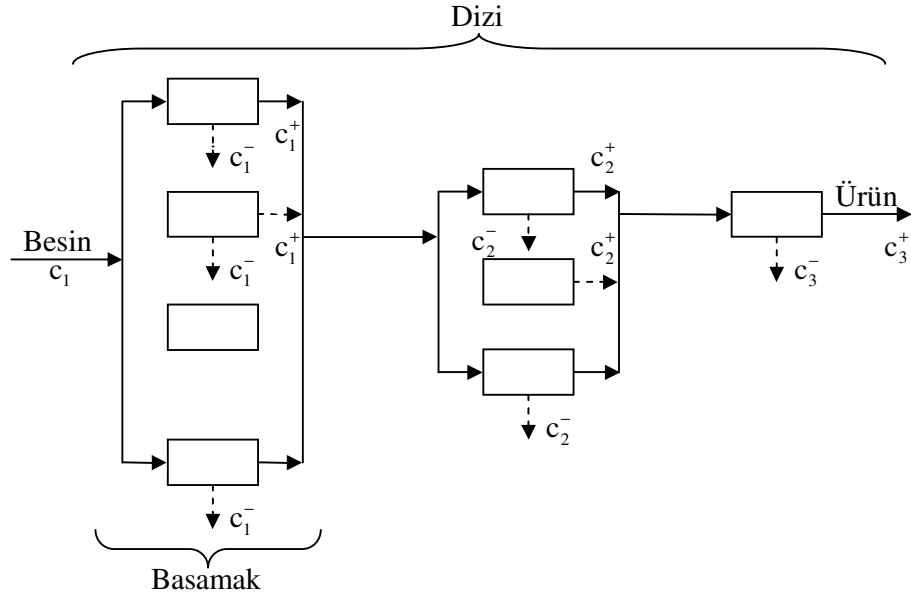 Dizi
c₁⁺
c₁⁻
c₂⁺
Ürün
Besin
c₁
c₁⁺
c₁⁻
c₂⁻
c₂⁺
c₃⁺
c₃⁻
c₂⁻
c₁⁻
Basamak